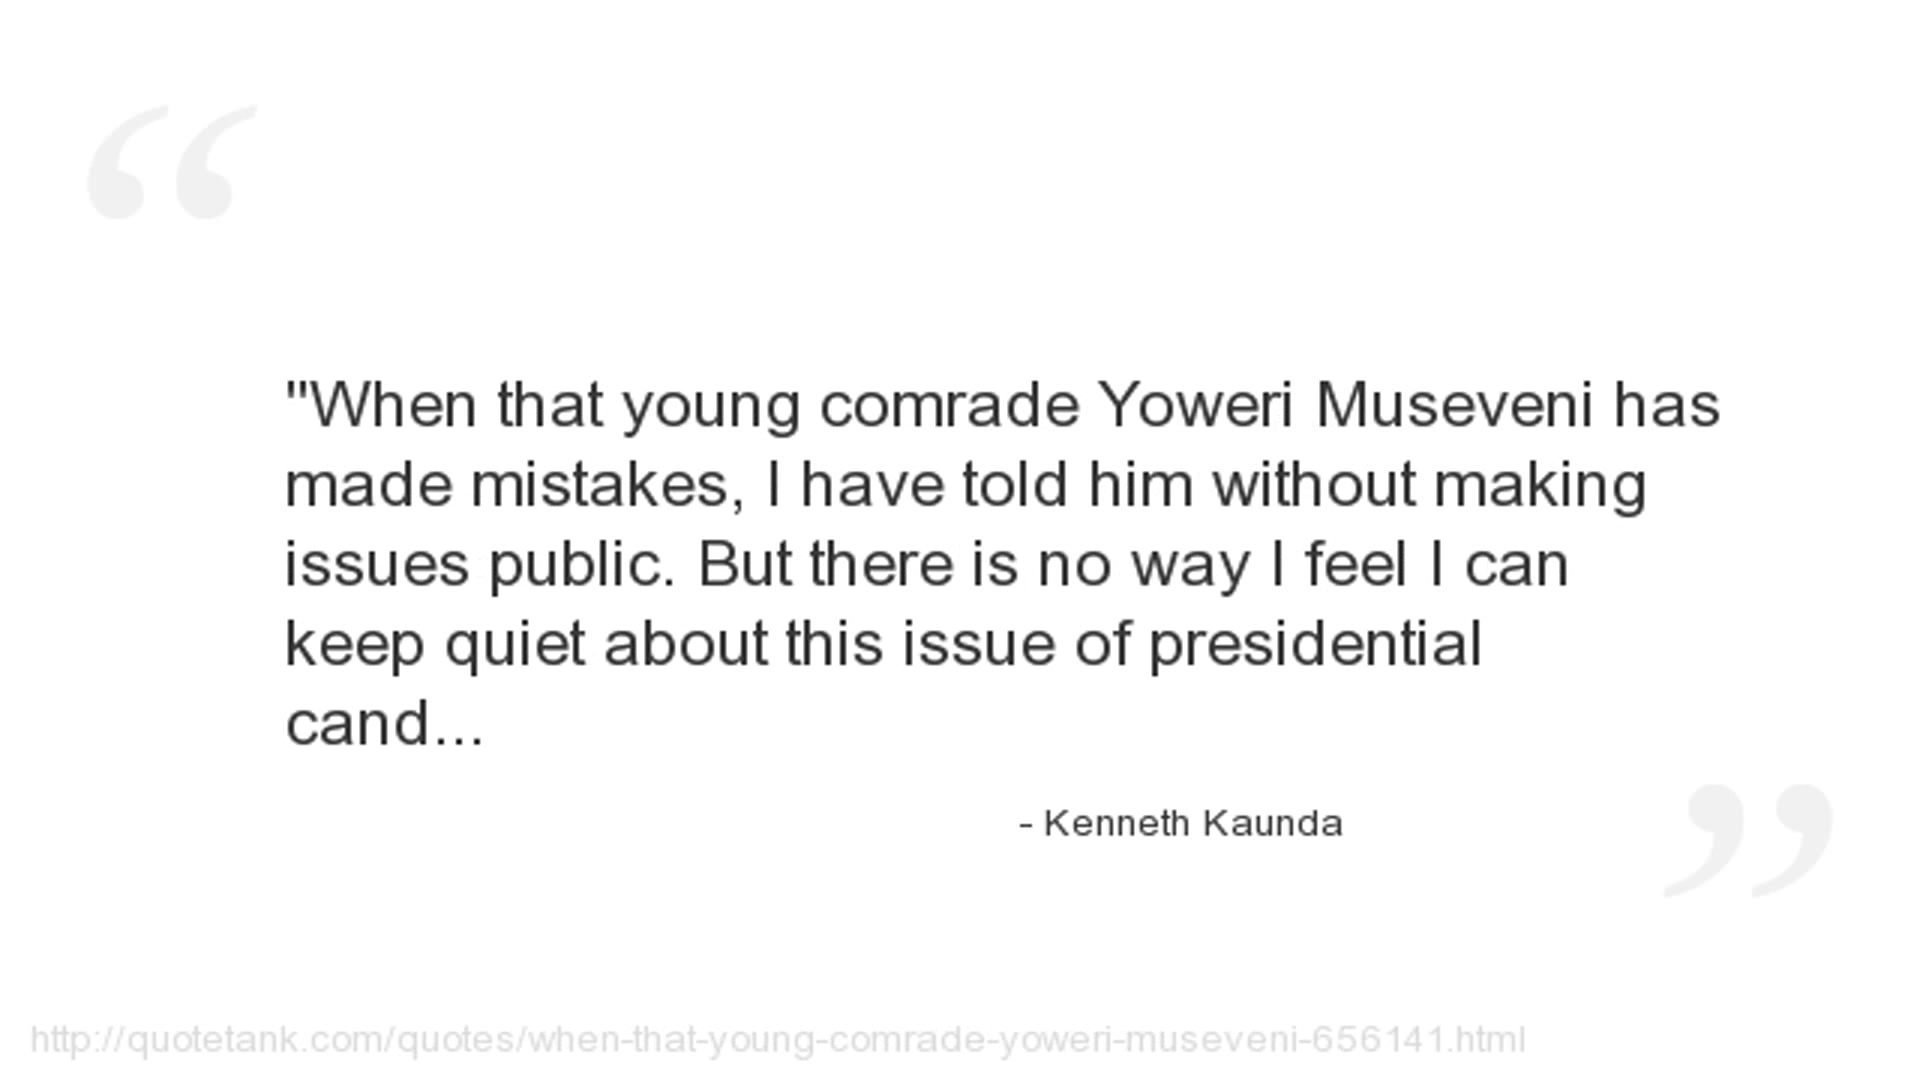 "When that young comrade Yoweri Museveni has
made mistakes, I have told him without making
issues public. But there is no way I feel I can
keep quiet about this issue of presidential
cand...
- Kenneth Kaunda
http://quotetank.com/quotes/when-that-young-comrade-yoweri-museveni-656141.html